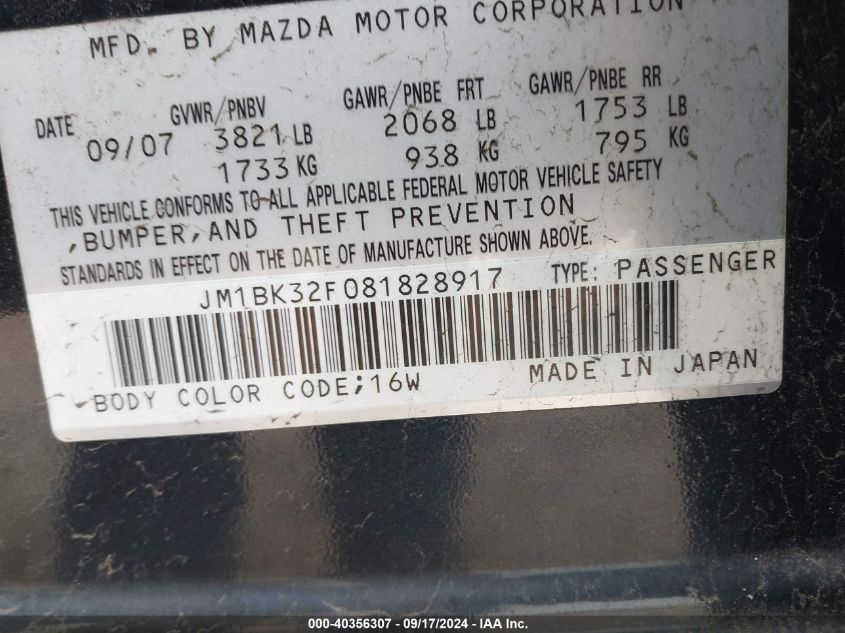 MFD. BY MAZDA MOTOR CORPORATION
DATE GVWR/PNBV GAWR/PNBE FRT GAWR/PNBE RR
09/07 3821 LB 2068 LB 1753 LB
1733 KG 938 KG 795 KG
THIS VEHICLE CONFORMS TO ALL APPLICABLE FEDERAL MOTOR VEHICLE SAFETY
,BUMPER,AND THEFT PREVENTION
STANDARDS IN EFFECT ON THE DATE OF MANUFACTURE SHOWN ABOVE.
JM1BK32F081828917 TYPE: PASSENGER
BODY COLOR CODE;16W MADE IN JAPAN
000-40356307 - 09/17/2024 - IAA Inc.